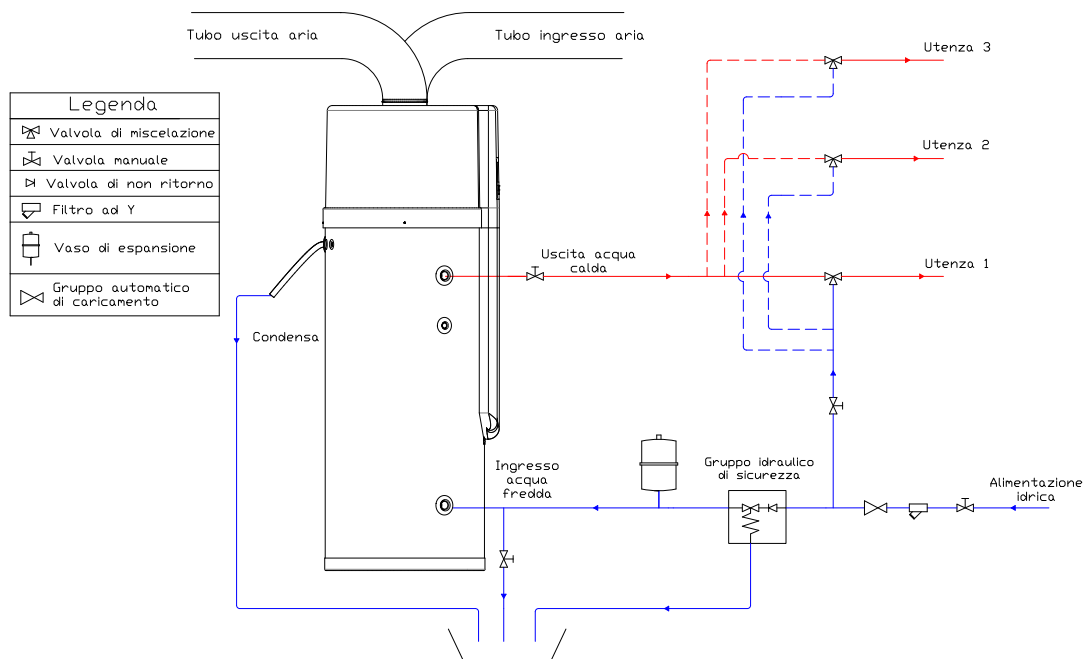 Tubo uscita aria
Tubo ingresso aria
Utenza 3
Legenda
Valvola di miscelazione
Valvola manuale
Valvola di non ritorno
Filtro ad Y
Vaso di espansione
Gruppo automatico
di caricamento
Utenza 2
Uscita acqua
calda
Utenza 1
Condensa
Ingresso
acqua
fredda
Gruppo idraulico
di sicurezza
Alimentazione
idrica